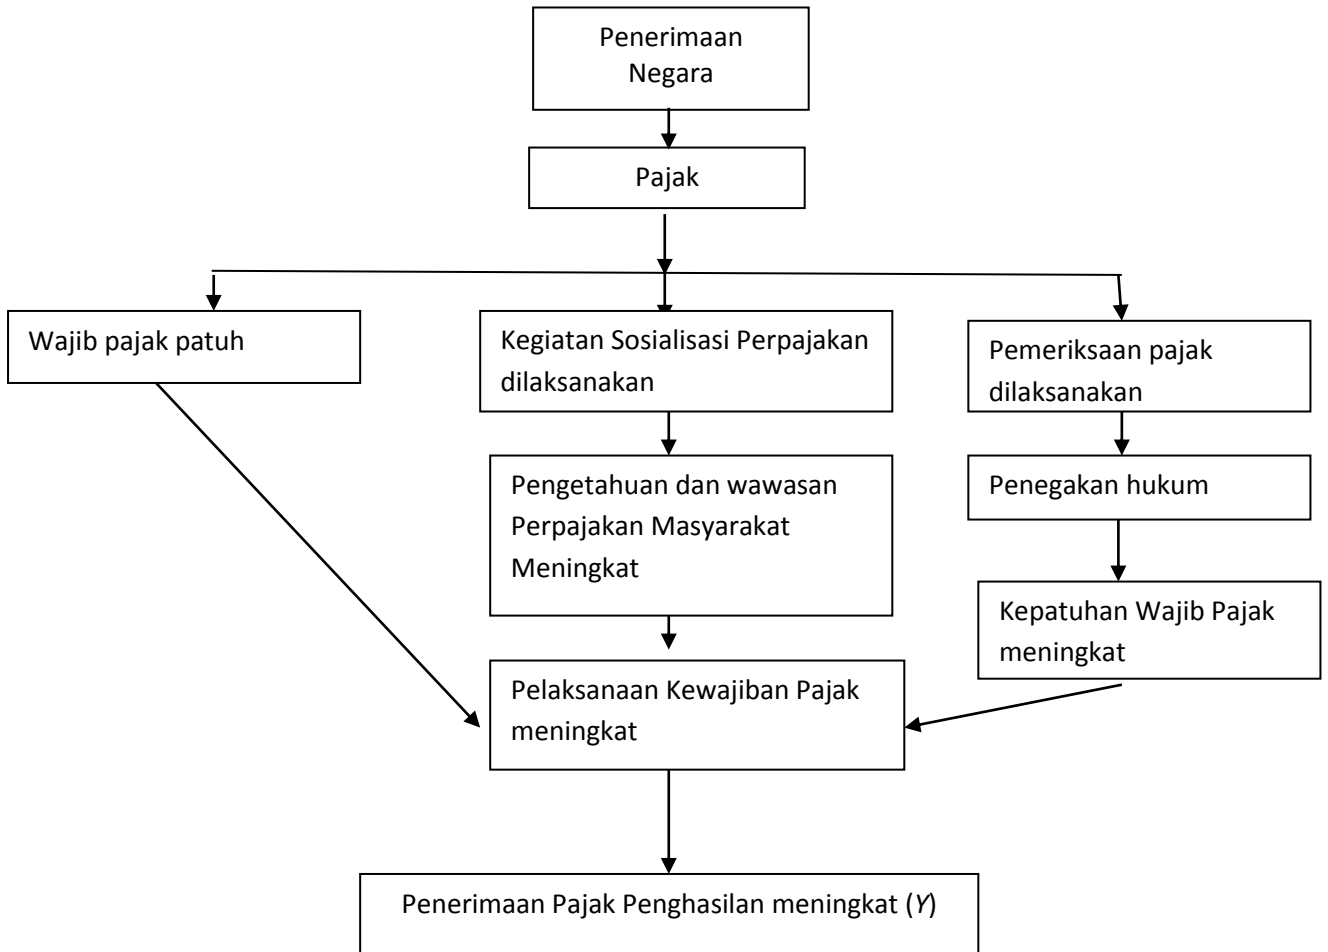 Penerimaan
Negara
Pajak
Wajib pajak patuh
Kegiatan Sosialisasi Perpajakan
dilaksanakan
Pemeriksaan pajak
dilaksanakan
Pengetahuan dan wawasan
Perpajakan Masyarakat
Meningkat
Penegakan hukum
Kepatuhan Wajib Pajak
meningkat
Pelaksanaan Kewajiban Pajak
meningkat
Penerimaan Pajak Penghasilan meningkat (Y)